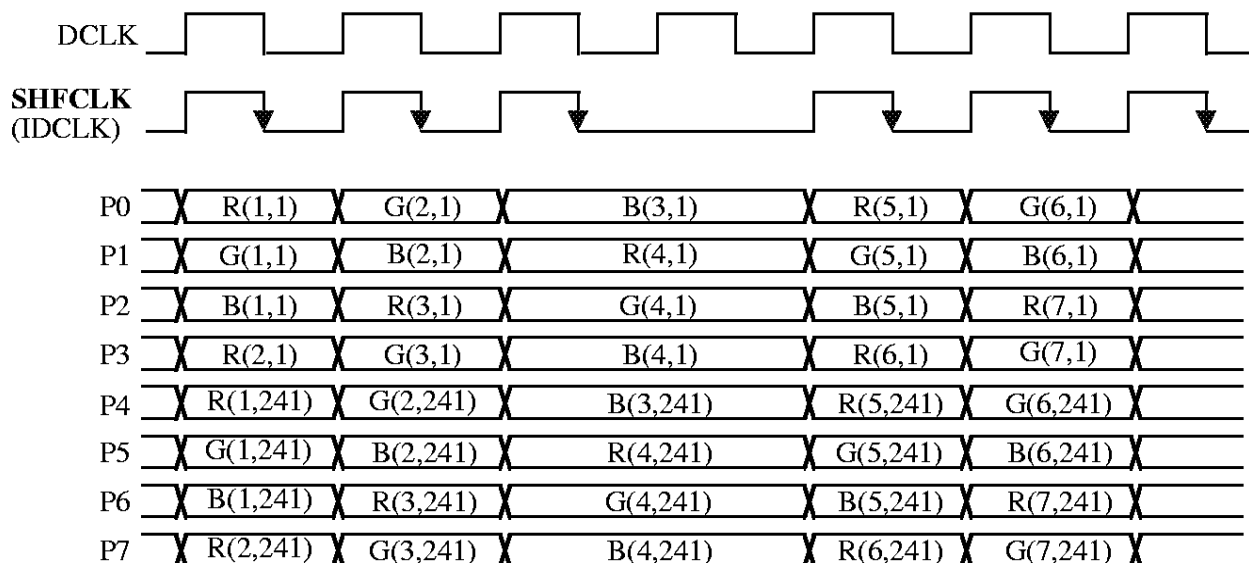 DCLK
SHFCLK
(IDCLK)
P0 R(1,1) G(2,1) B(3,1) R(5,1) G(6,1)
P1 G(1,1) B(2,1) R(4,1) G(5,1) B(6,1)
P2 B(1,1) R(3,1) G(4,1) B(5,1) R(7,1)
P3 R(2,1) G(3,1) B(4,1) R(6,1) G(7,1)
P4 R(1,241) G(2,241) B(3,241) R(5,241) G(6,241)
P5 G(1,241) B(2,241) R(4,241) G(5,241) B(6,241)
P6 B(1,241) R(3,241) G(4,241) B(5,241) R(7,241)
P7 R(2,241) G(3,241) B(4,241) R(6,241) G(7,241)